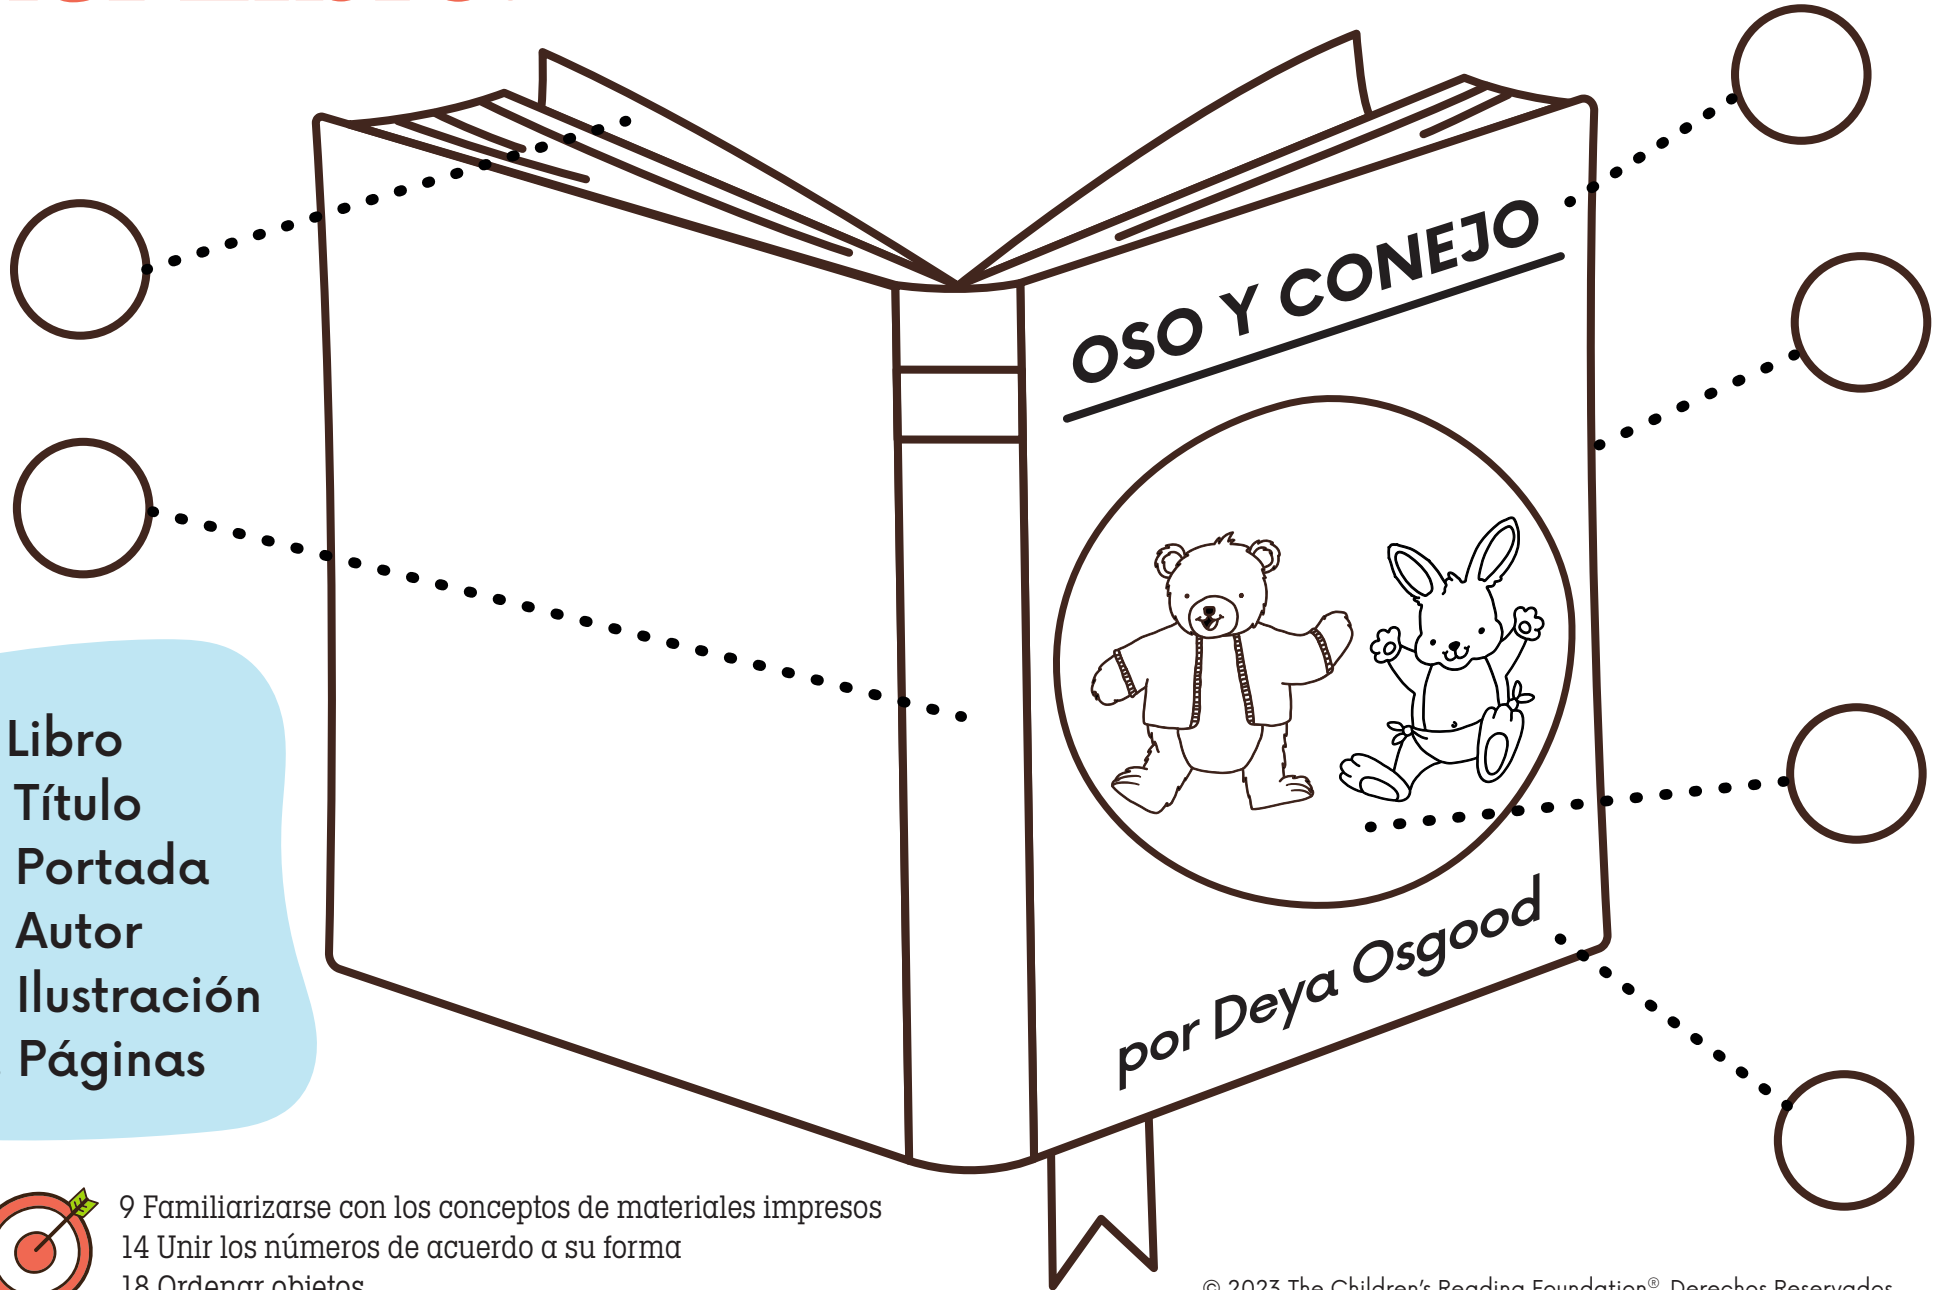 OSO Y CONEJO
por Deya Osgood
Libro
Título
Portada
Autor
Ilustración
Páginas
9 Familiarizarse con los conceptos de materiales impresos
14 Unir los números de acuerdo a su forma
18 Ordenar objetos
© 2023 The Children's Reading Foundation®. Derechos Reservados